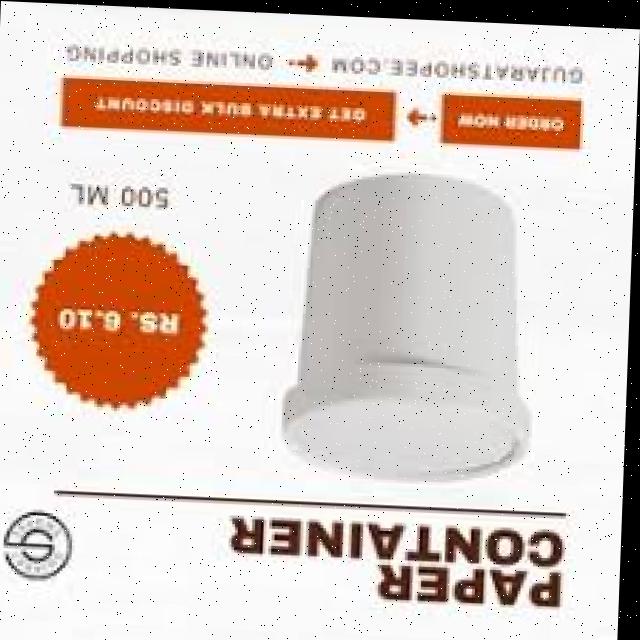 PAPER
CONTAINER
RS. 6.10
500 ML
ORDER NOW
GET EXTRA BULK DISCOUNT
GUJARATSHOPEE.COM
ONLINE SHOPPING